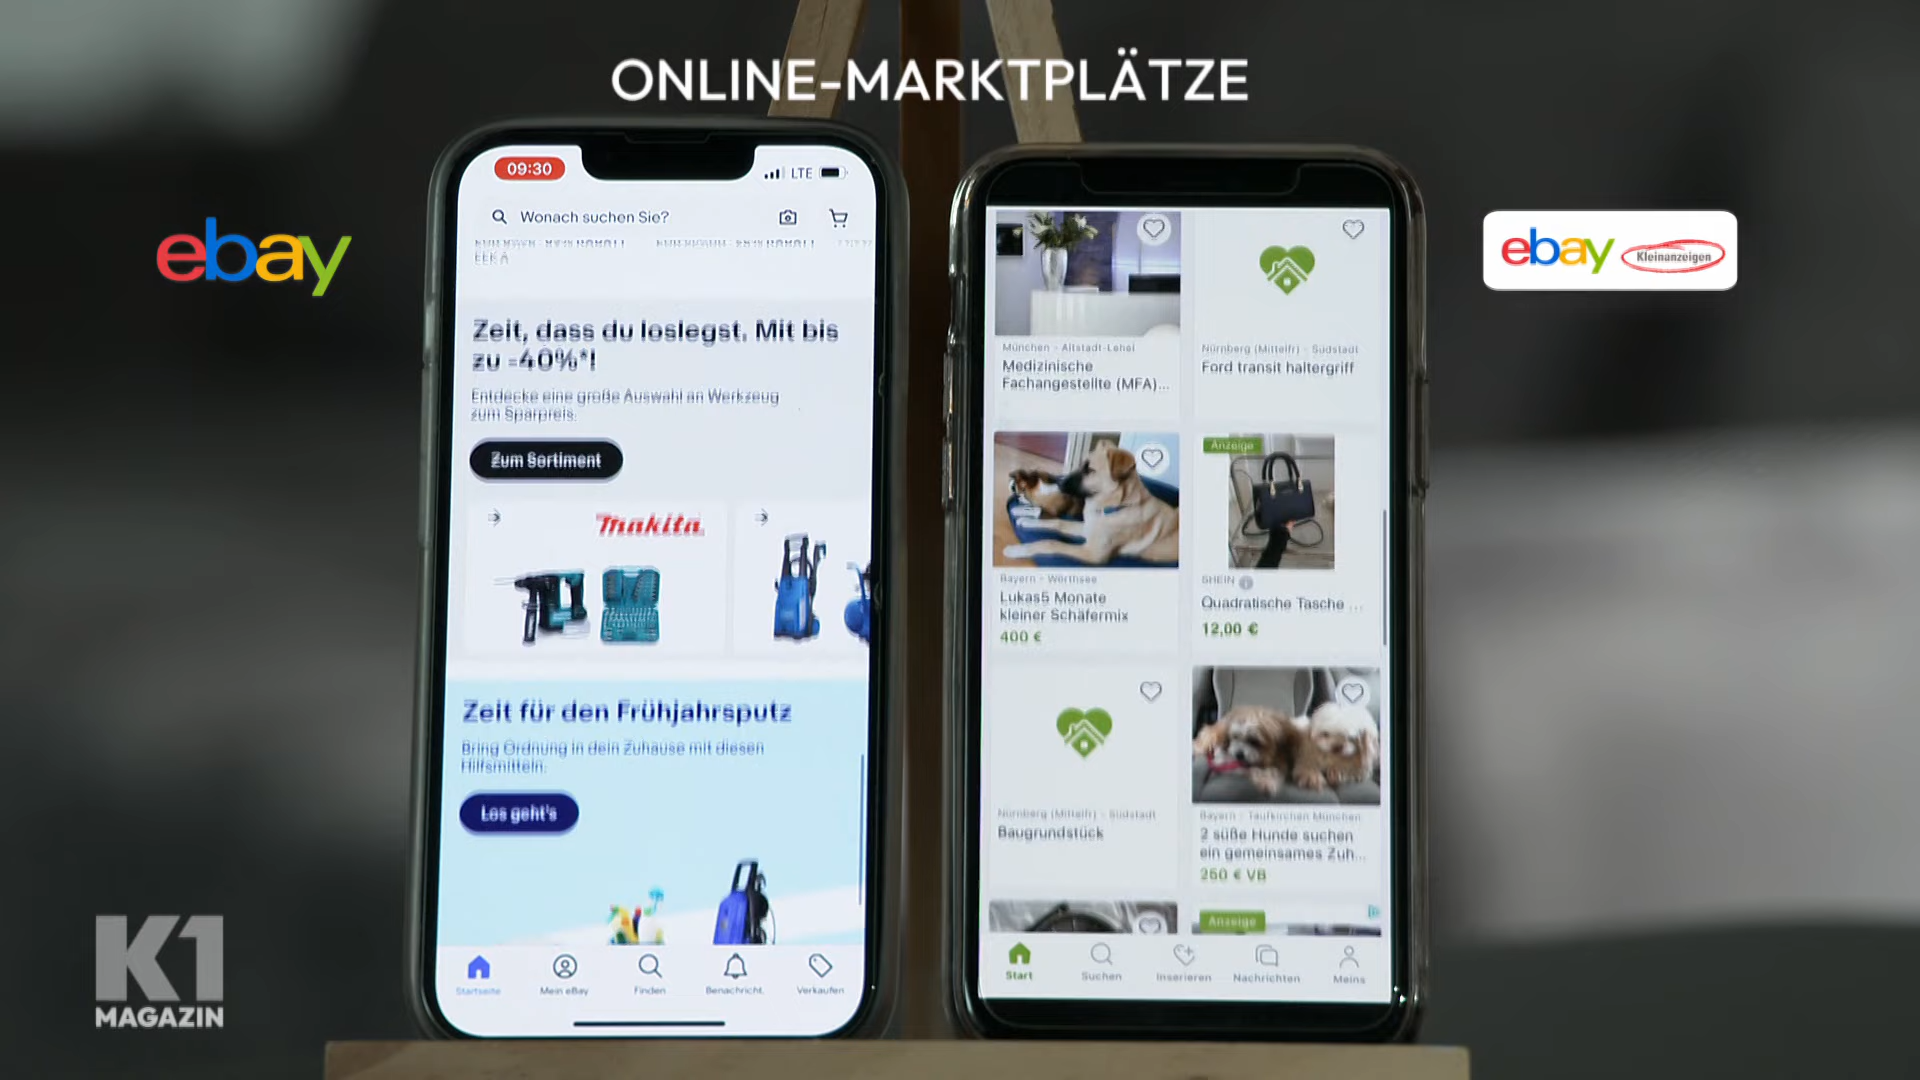 ONLINE-MARKTPLÄTZE
ebay
09:30
LTE
Wonach suchen Sie?
Zeit, dass du loslegst. Mit bis
zu -40%*!
Entdecke eine große Auswahl an Werkzeug
zum Sparpreis.
Zum Sortiment
makita
Zeit für den Frühjahrsputz
Bring Ordnung in dein Zuhause mit diesen
Hilfsmitteln.
Los geht's
Startseite
Mein eBay
Finden
Benachricht.
Verkaufen
München - Altstadt-Lehel
Medizinische
Fachangestellte (MFA)...
Nürnberg (Mittelfr) - Südstadt
Ford transit haltergriff
Bayern - Wörthsee
Lukas5 Monate
kleiner Schäfermix
400 €
Anzeige
SHEIN
Quadratische Tasche ...
12,00 €
Nürnberg (Mittelfr) - Südstadt
Baugrundstück
Bayern - Taufkirchen München
2 süße Hunde suchen
ein gemeinsames Zuh...
250 € VB
Anzeige
Start
Suchen
Inserieren
Nachrichten
Meins
ebay Kleinanzeigen
K1
MAGAZIN